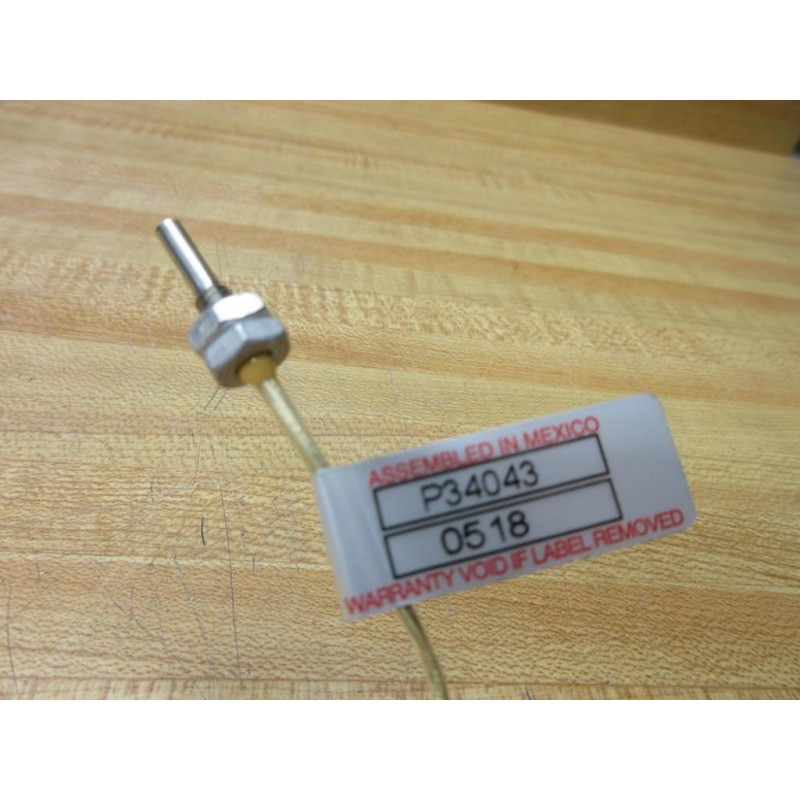 ASSEMBLED IN MEXICO
P34043
0518
WARRANTY VOID IF LABEL REMOVED